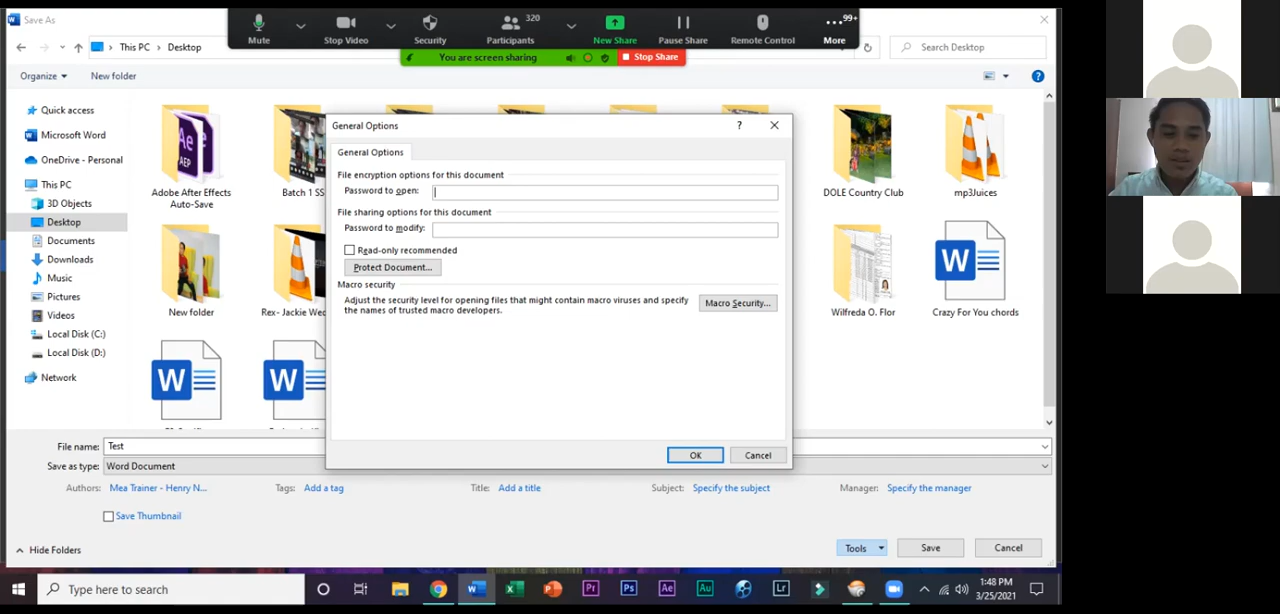 Save As
Mute
Stop Video
Security
320
Participants
New Share
Pause Share
Remote Control
99+
More
You are screen sharing
Stop Share
This PC
Desktop
Search Desktop
Organize
New folder
Quick access
Microsoft Word
OneDrive - Personal
This PC
3D Objects
Desktop
Documents
Downloads
Music
Pictures
Videos
Local Disk (C:)
Local Disk (D:)
Network
Adobe After Effects
Auto-Save
Batch 1 SS
DOLE Country Club
mp3Juices
New folder
Rex- Jackie Wed
Wilfreda O. Flor
Crazy For You chords
General Options
General Options
File encryption options for this document
Password to open:
File sharing options for this document
Password to modify:
Read-only recommended
Protect Document...
Macro security
Adjust the security level for opening files that might contain macro viruses and specify
the names of trusted macro developers.
Macro Security...
OK
Cancel
File name: Test
Save as type: Word Document
Authors: Mea Trainer - Henry N...
Tags: Add a tag
Title: Add a title
Subject: Specify the subject
Manager: Specify the manager
Save Thumbnail
Hide Folders
Tools
Save
Cancel
Type here to search
1:48 PM
3/25/2021